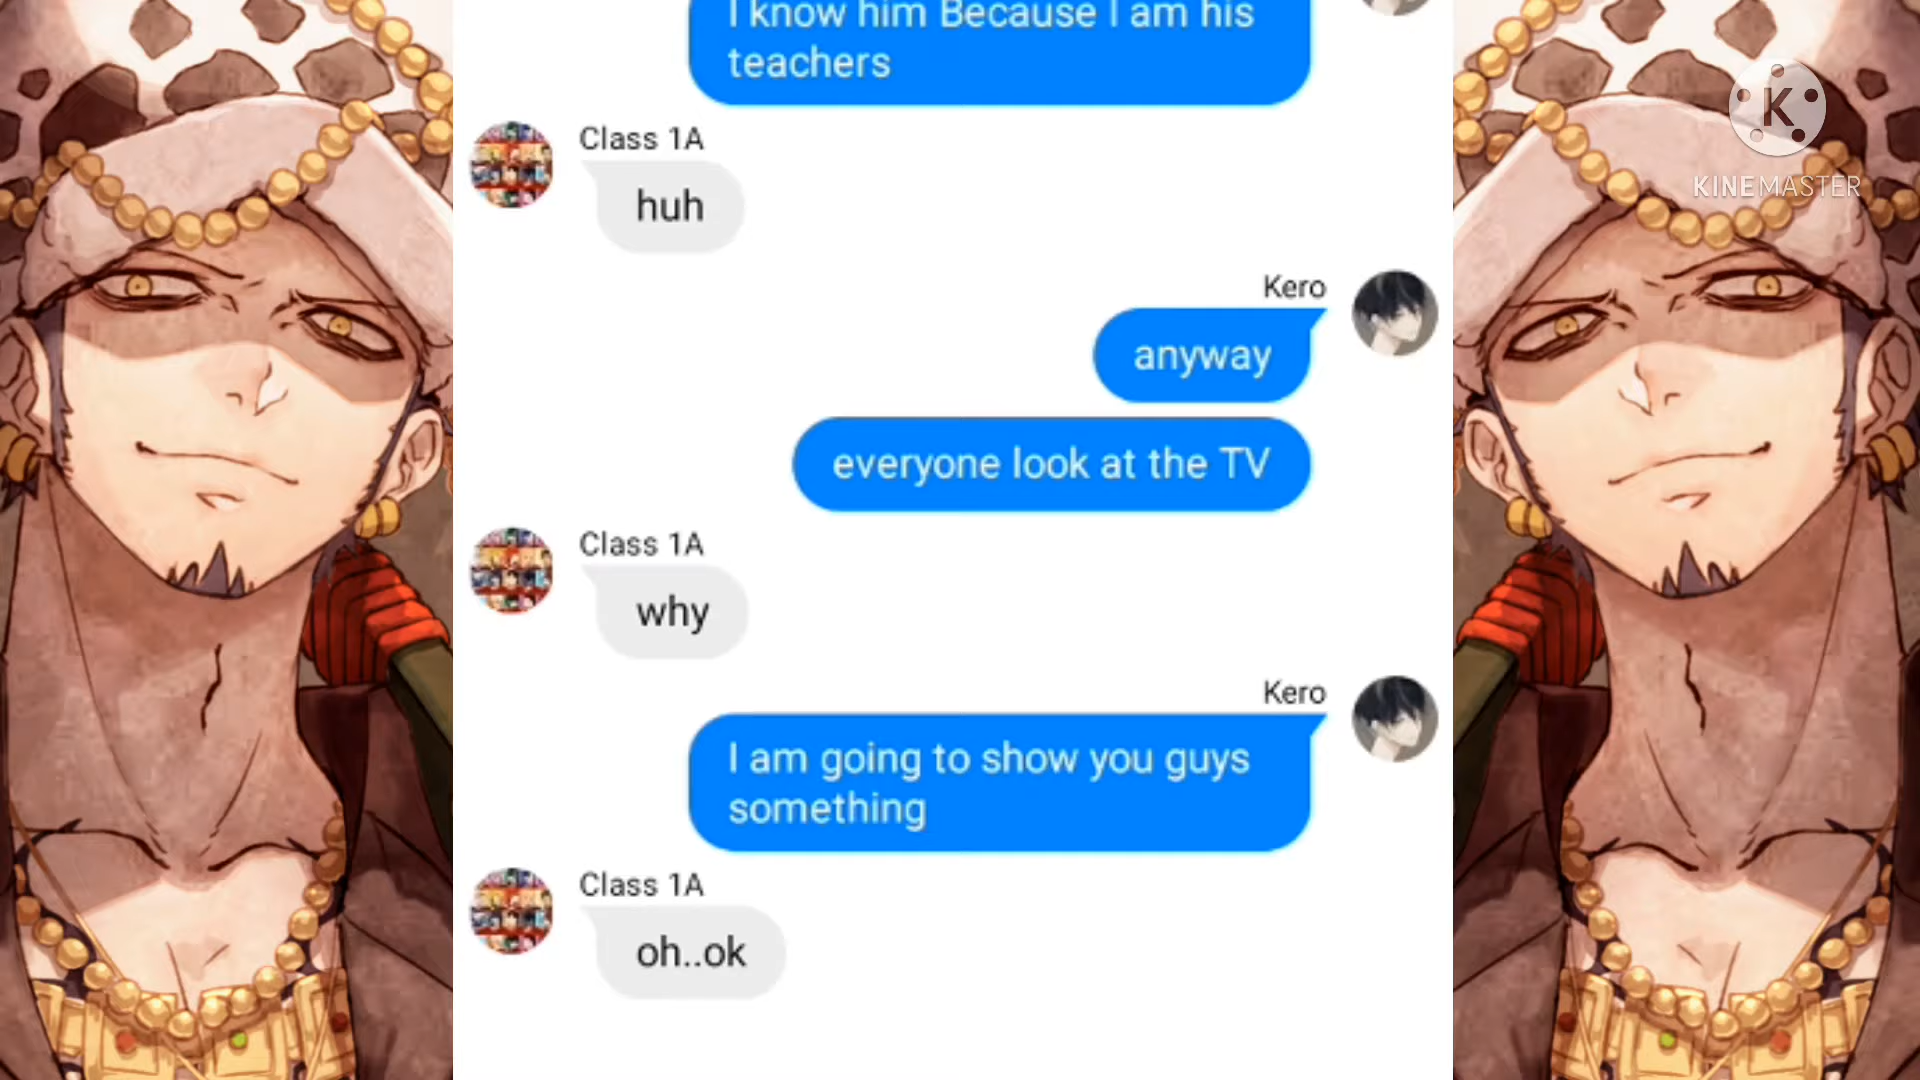 I know him Because I am his
teachers
Class 1A
huh
Kero
anyway
everyone look at the TV
Class 1A
why
Kero
I am going to show you guys
something
Class 1A
oh..ok
K
KINEMASTER